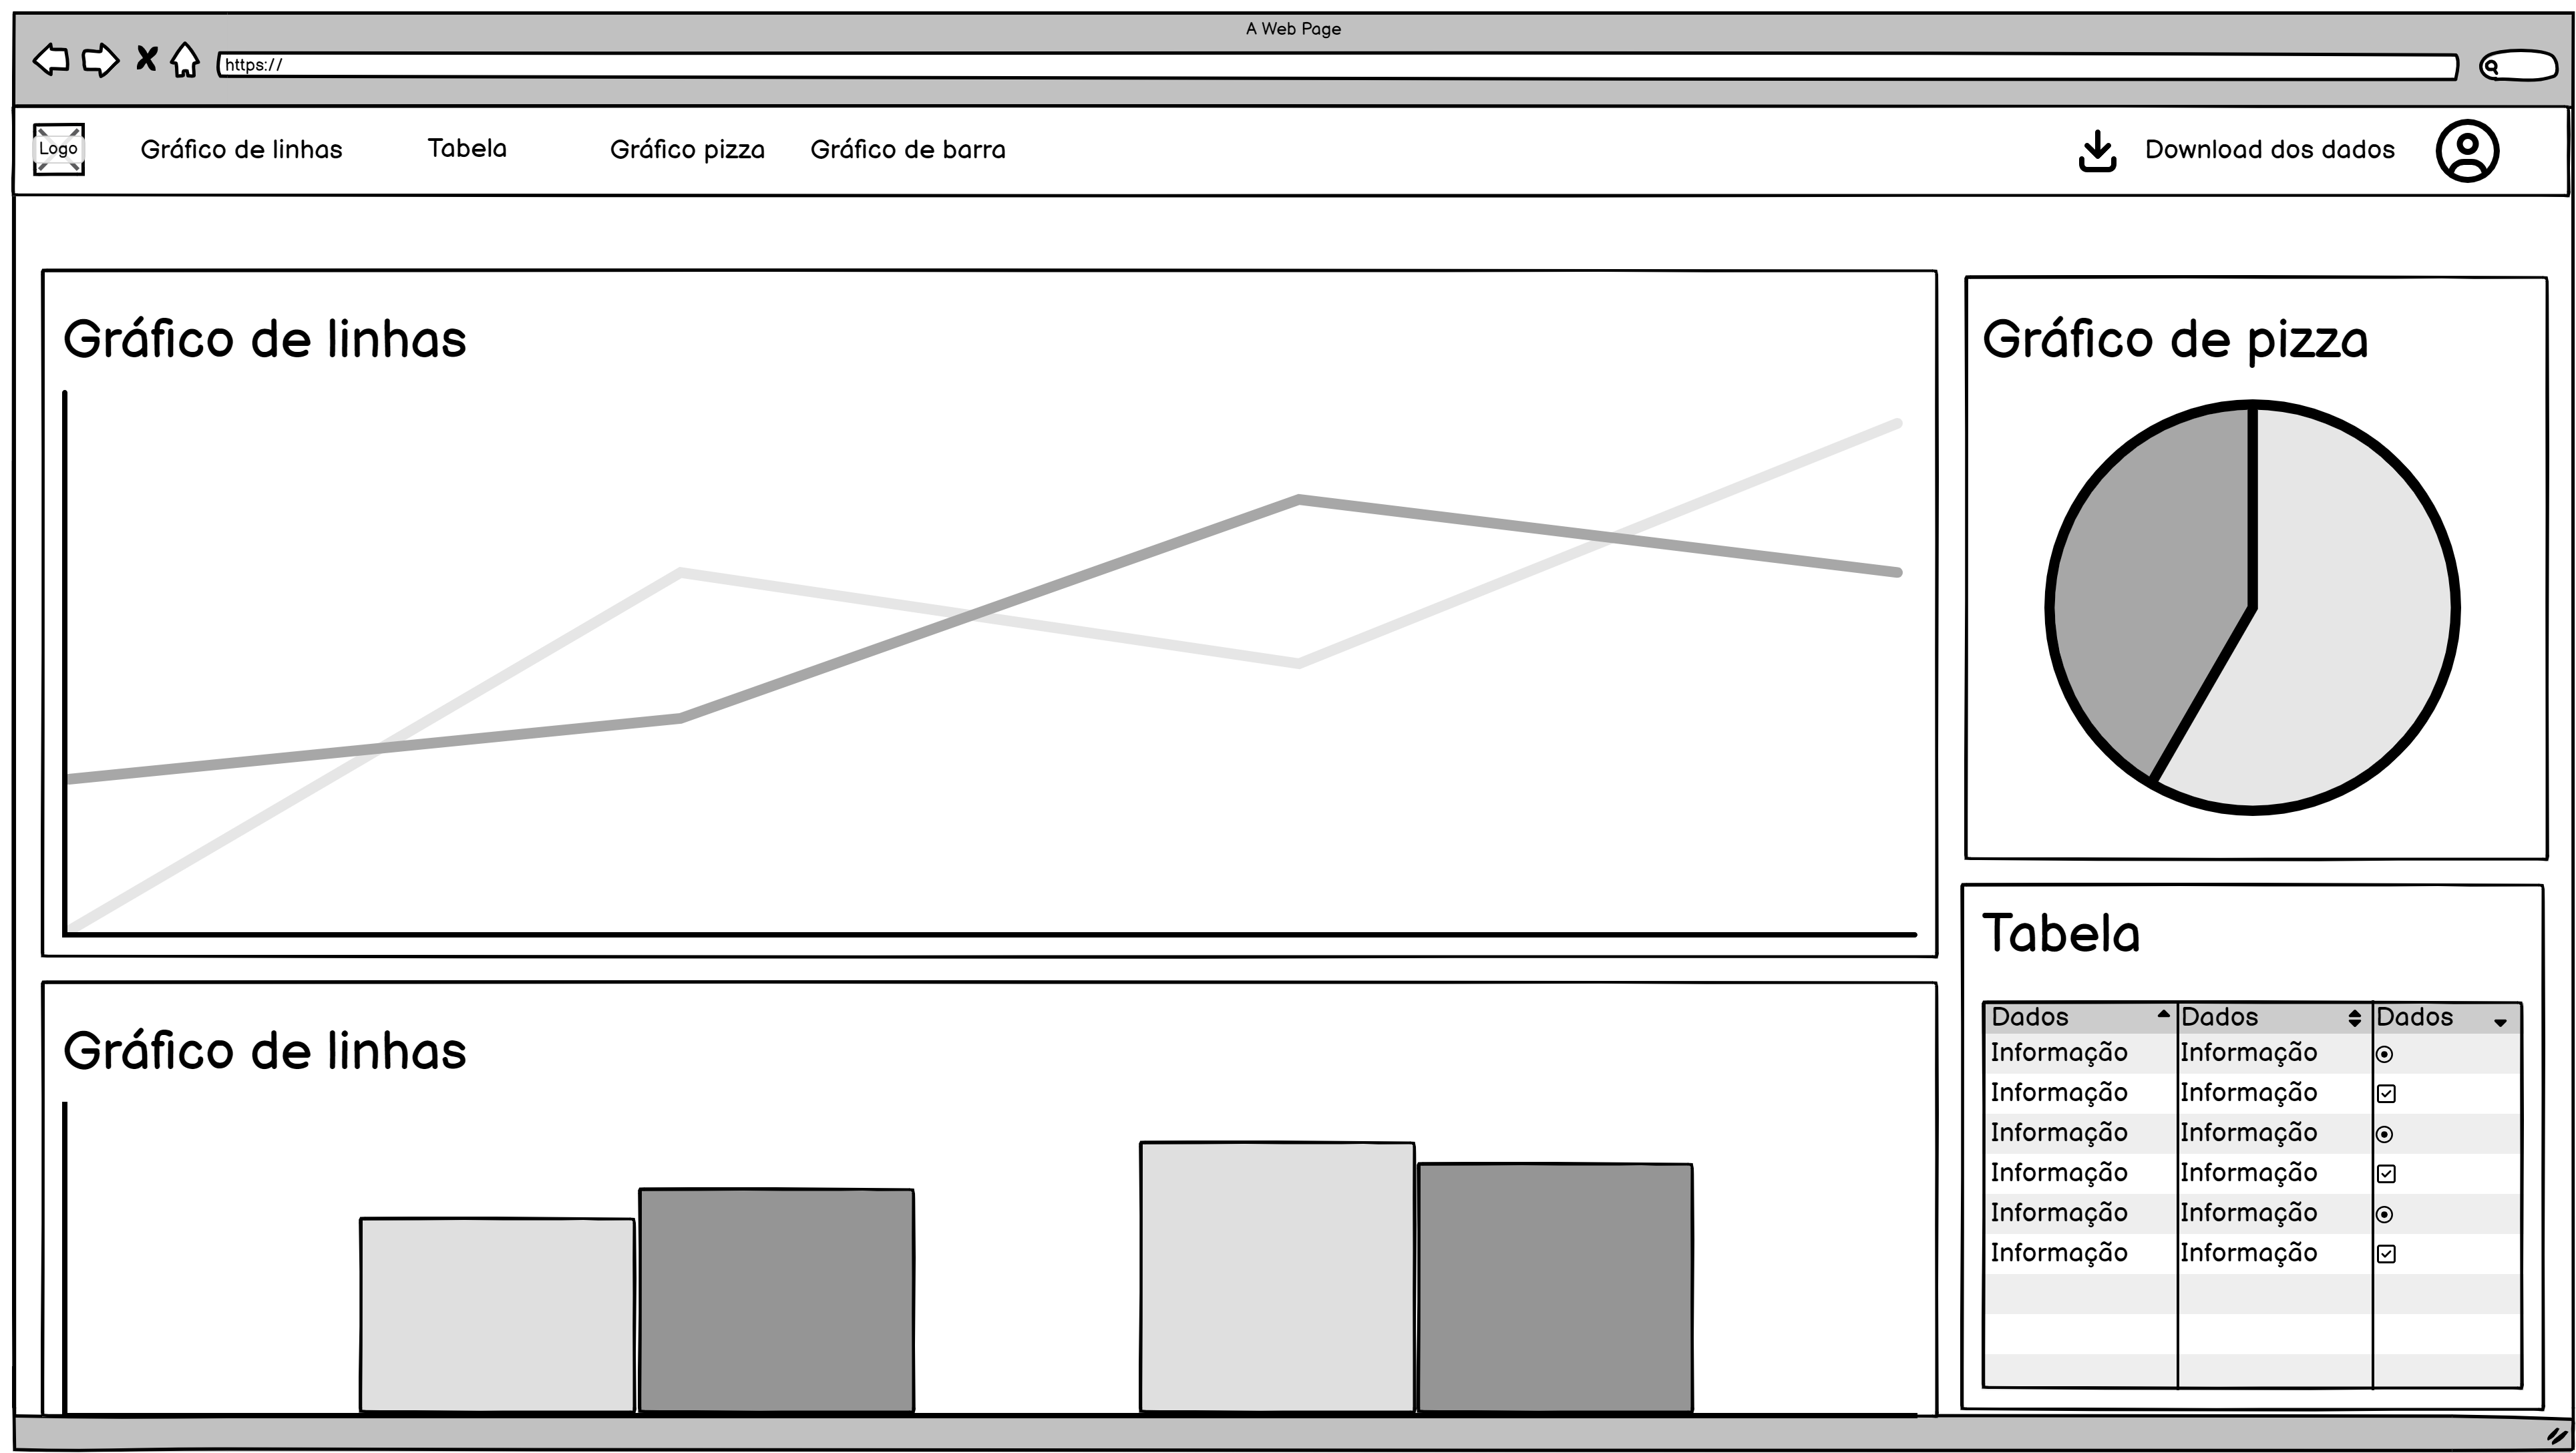 A Web Page
https://
Logo
Gráfico de linhas
Tabela
Gráfico pizza
Gráfico de barra
Download dos dados
Gráfico de linhas
Gráfico de pizza
Tabela
Dados Dados Dados
Informação Informação
Informação Informação
Informação Informação
Informação Informação
Informação Informação
Informação Informação
Gráfico de linhas